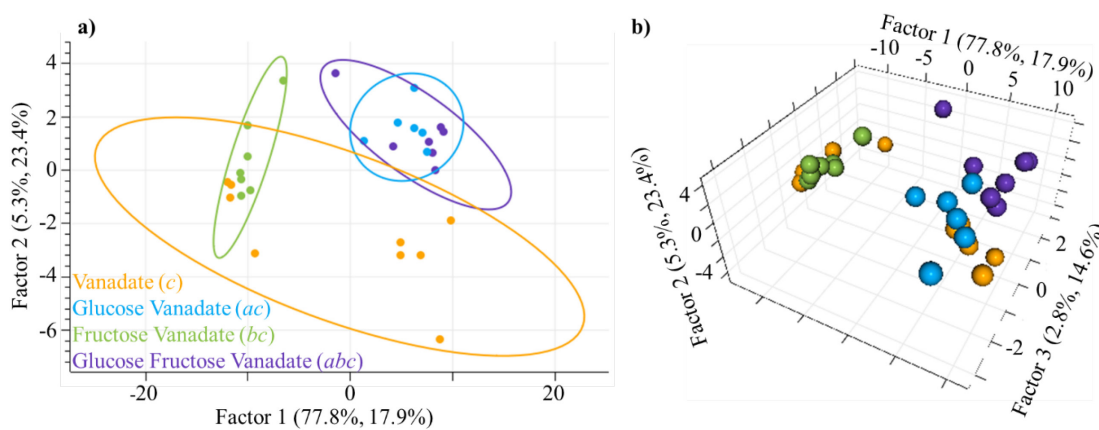 a)
4
2
0
-2
-4
-6
Factor 2 (5.3%, 23.4%)
Vanadate (c)
Glucose Vanadate (ac)
Fructose Vanadate (bc)
Glucose Fructose Vanadate (abc)
-20
0
20
Factor 1 (77.8%, 17.9%)
b)
Factor 1 (77.8%, 17.9%)
-10
-5
0
5
10
4
0
-4
Factor 2 (5.3%, 23.4%)
2
0
-2
Factor 3 (2.8%, 14.6%)